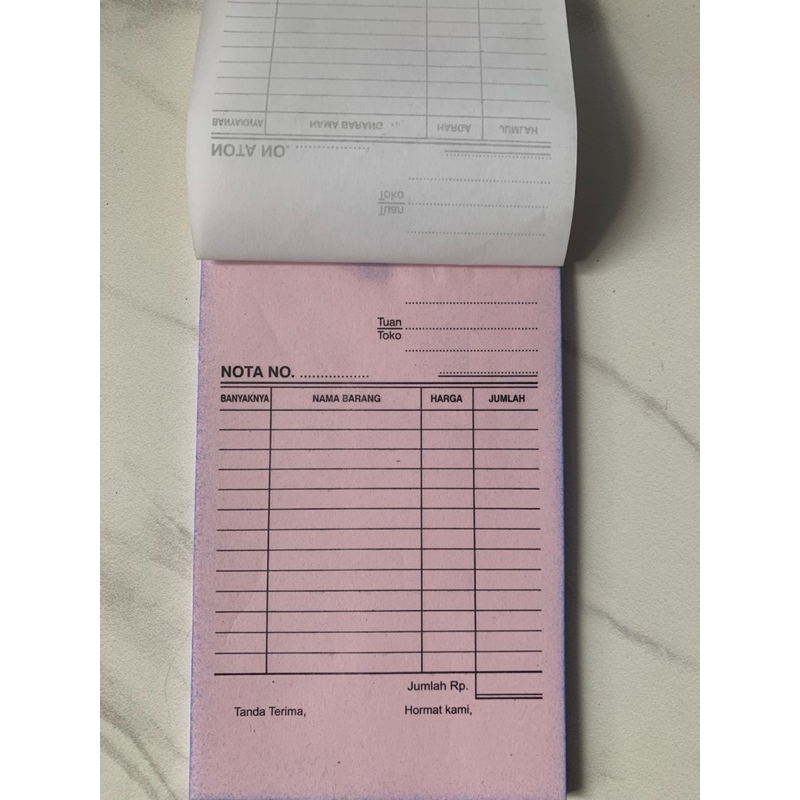 BANYAKNYA NAMA BARANG HARGA JUMLAH
NOTA NO. ....................
Toko
Tuan
Tuan
Toko
NOTA NO. .................
BANYAKNYA NAMA BARANG HARGA JUMLAH
Jumlah Rp.
Tanda Terima, Hormat kami,